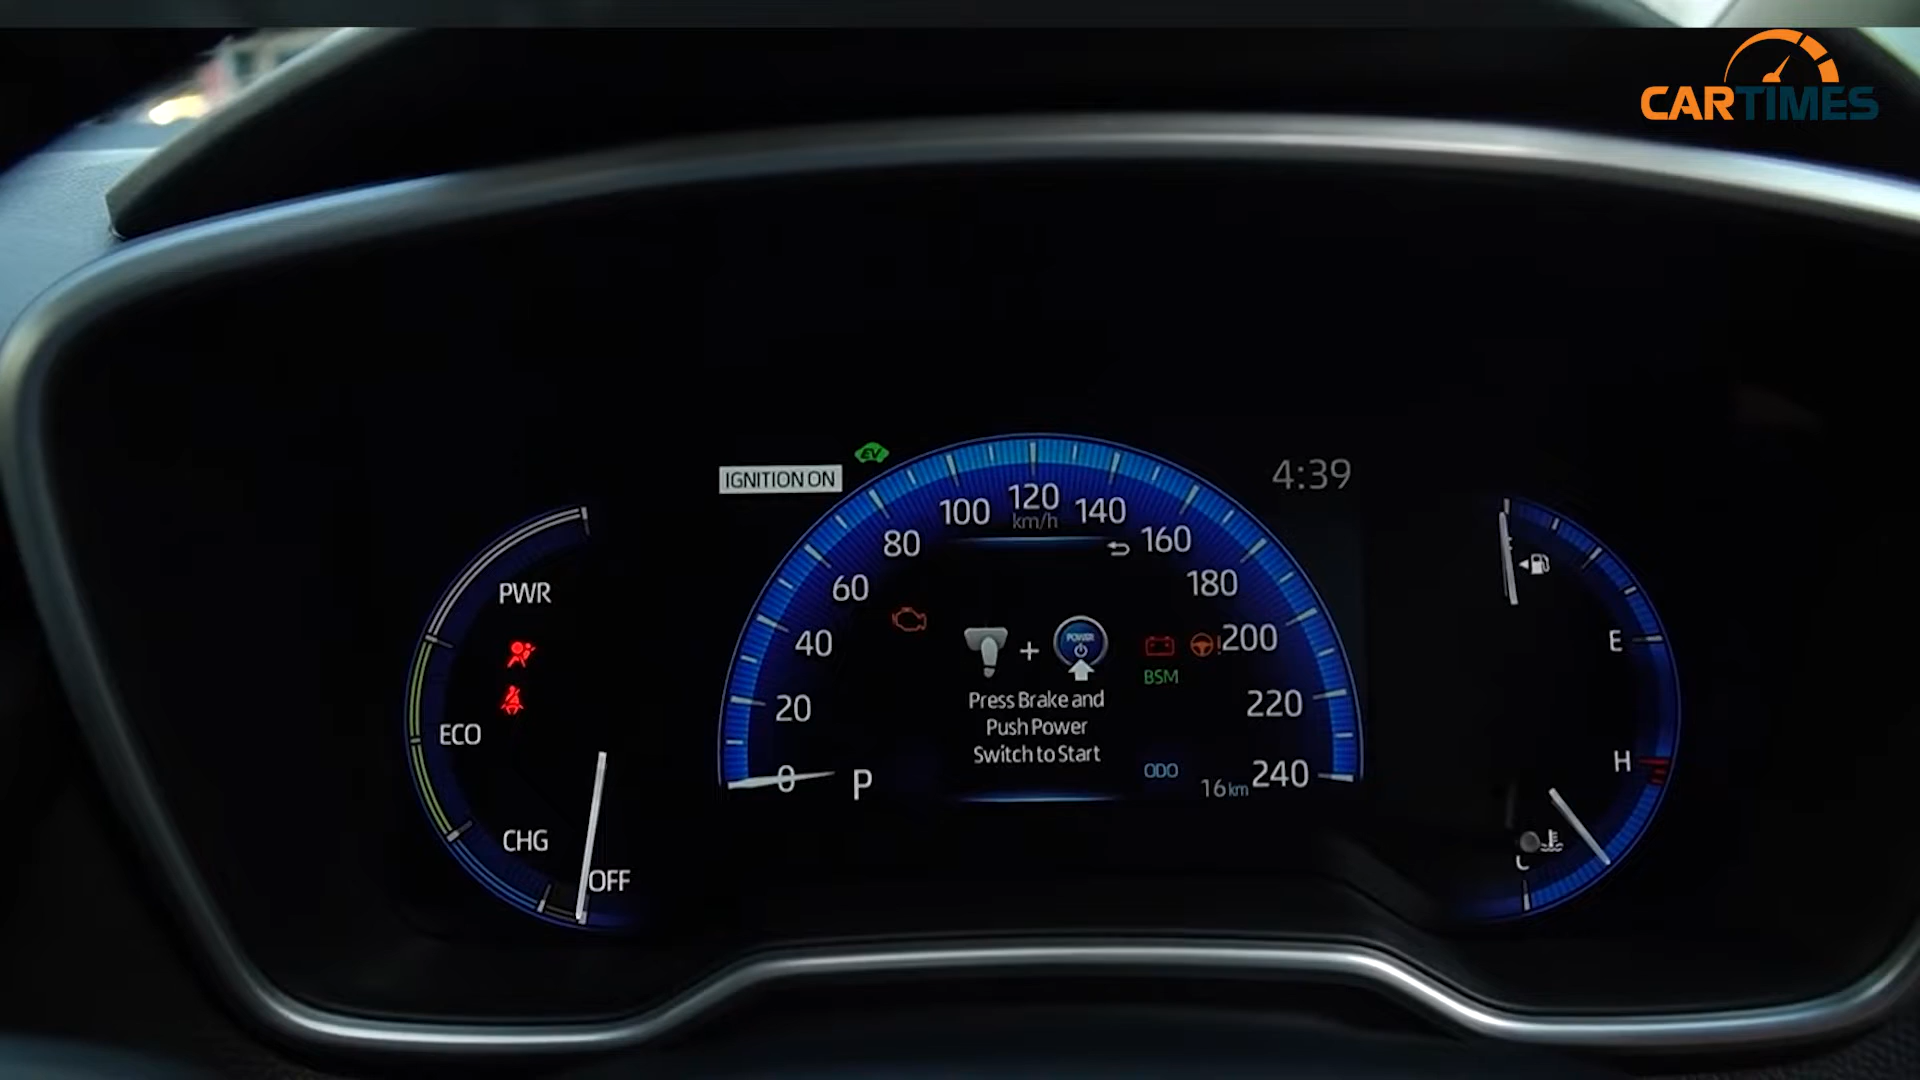 CARTIMES
EV
IGNITION ON
4:39
100
120
140
km/h
80
160
60
180
40
200
20
220
0
240
P
PWR
ECO
CHG
OFF
POWER
+
Press Brake and
Push Power
Switch to Start
!
BSM
ODO
16 km
E
H
C